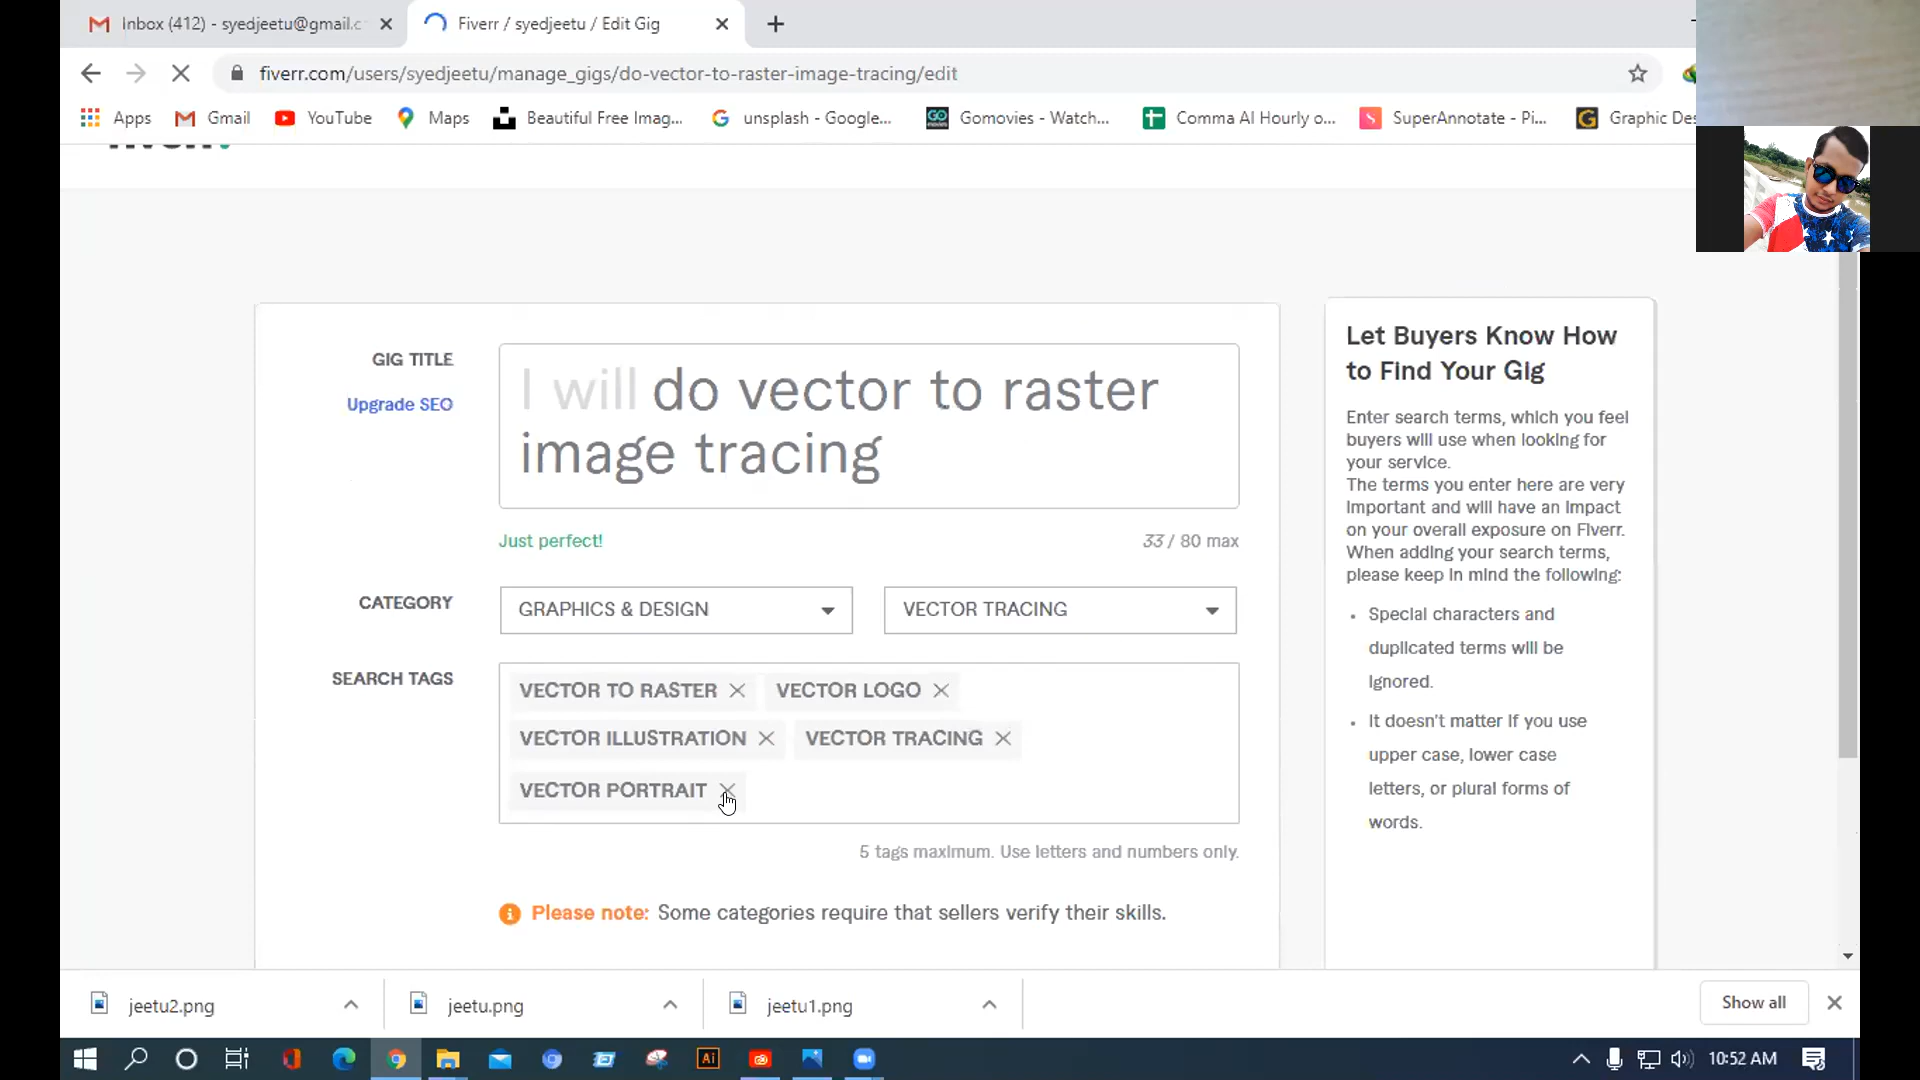 Inbox (412) - syedjeetu@gmail.c
Fiverr / syedjeetu / Edit Gig
fiverr.com/users/syedjeetu/manage_gigs/do-vector-to-raster-image-tracing/edit
Apps
Gmail
YouTube
Maps
Beautiful Free Imag...
unsplash - Google...
Gomovies - Watch...
Comma AI Hourly o...
SuperAnnotate - Pi...
Graphic Des
GIG TITLE
Upgrade SEO
I will do vector to raster
image tracing
Just perfect!
33 / 80 max
CATEGORY
GRAPHICS & DESIGN
VECTOR TRACING
SEARCH TAGS
VECTOR TO RASTER
VECTOR LOGO
VECTOR ILLUSTRATION
VECTOR TRACING
VECTOR PORTRAIT
5 tags maximum. Use letters and numbers only.
Please note: Some categories require that sellers verify their skills.
Let Buyers Know How
to Find Your Gig
Enter search terms, which you feel
buyers will use when looking for
your service.
The terms you enter here are very
important and will have an impact
on your overall exposure on Fiverr.
When adding your search terms,
please keep in mind the following:
• Special characters and
duplicated terms will be
ignored.
• It doesn't matter if you use
upper case, lower case
letters, or plural forms of
words.
jeetu2.png
jeetu.png
jeetu1.png
Show all
Ai
10:52 AM